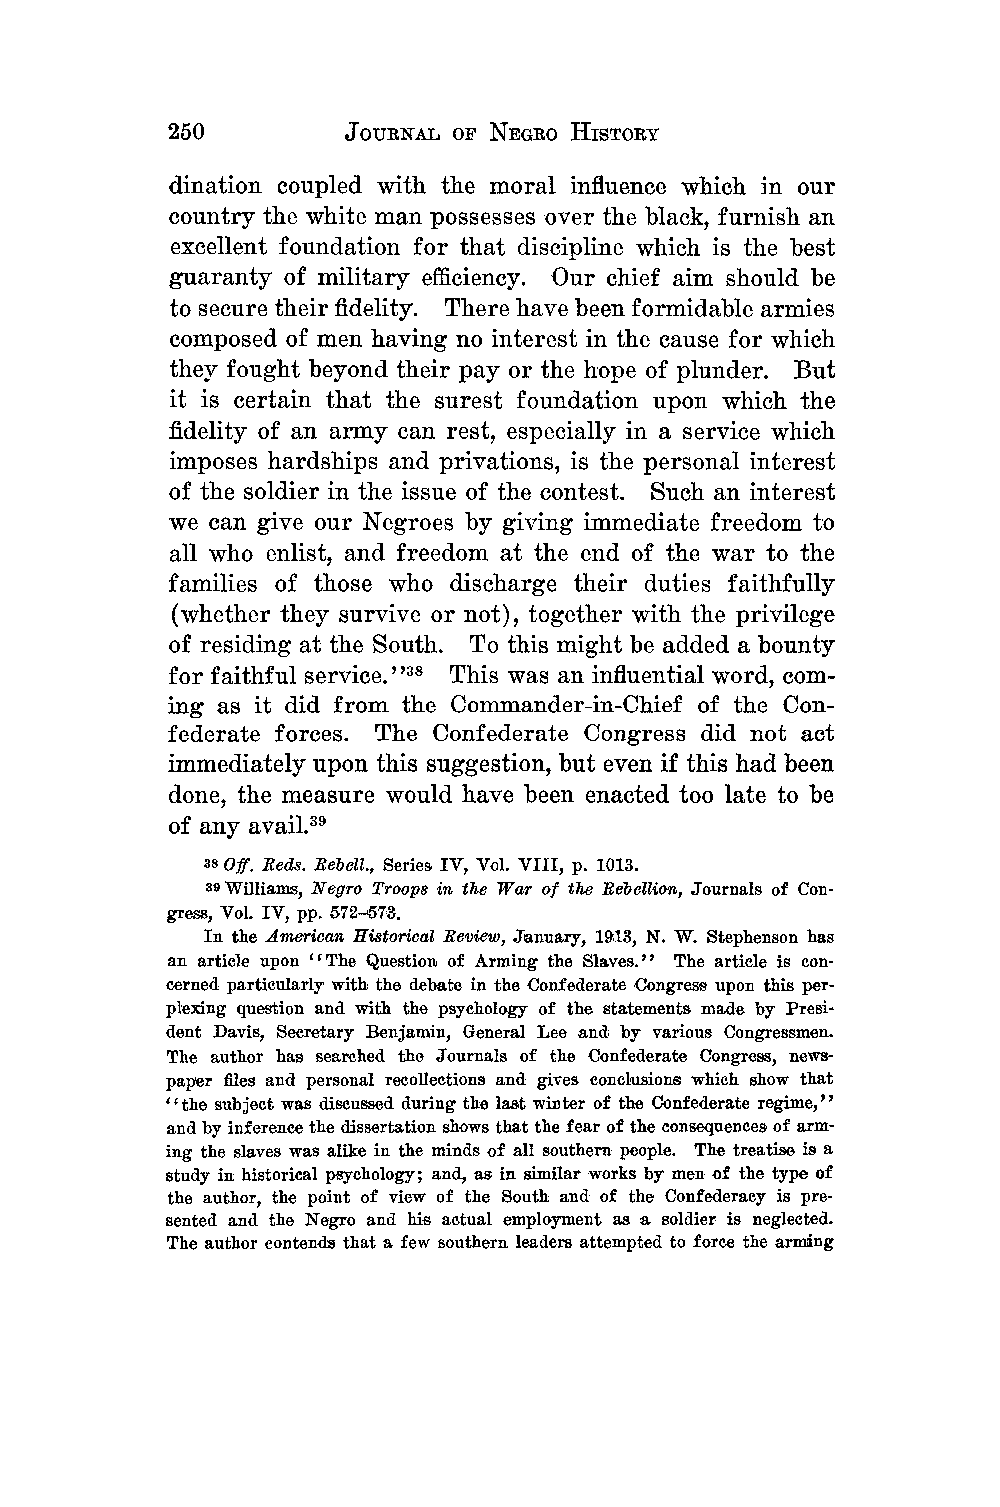 250 JOURNAL OF NEGRO HISTORY
dination coupled with the moral influence which in our
country the white man possesses over the black, furnish an
excellent foundation for that discipline which is the best
guaranty of military efficiency. Our chief aim should be
to secure their fidelity. There have been formidable armies
composed of men having no interest in the cause for which
they fought beyond their pay or the hope of plunder. But
it is certain that the surest foundation upon which the
fidelity of an army can rest, especially in a service which
imposes hardships and privations, is the personal interest
of the soldier in the issue of the contest. Such an interest
we can give our Negroes by giving immediate freedom to
all who enlist, and freedom at the end of the war to the
families of those who discharge their duties faithfully
(whether they survive or not), together with the privilege
of residing at the South. To this might be added a bounty
for faithful service.''³⁸ This was an influential word, com-
ing as it did from the Commander-in-Chief of the Con-
federate forces. The Confederate Congress did not act
immediately upon this suggestion, but even if this had been
done, the measure would have been enacted too late to be
of any avail.³⁹
³⁸ Off. Reds. Rebell., Series IV, Vol. VIII, p. 1013.
³⁹ Williams, Negro Troops in the War of the Rebellion, Journals of Con-
gress, Vol. IV, pp. 572–573.
In the American Historical Review, January, 1913, N. W. Stephenson has
an article upon ''The Question of Arming the Slaves.'' The article is con-
cerned particularly with the debate in the Confederate Congress upon this per-
plexing question and with the psychology of the statements made by Presi-
dent Davis, Secretary Benjamin, General Lee and by various Congressmen.
The author has searched the Journals of the Confederate Congress, news-
paper files and personal recollections and gives conclusions which show that
''the subject was discussed during the last winter of the Confederate regime,''
and by inference the dissertation shows that the fear of the consequences of arm-
ing the slaves was alike in the minds of all southern people. The treatise is a
study in historical psychology; and, as in similar works by men of the type of
the author, the point of view of the South and of the Confederacy is pre-
sented and the Negro and his actual employment as a soldier is neglected.
The author contends that a few southern leaders attempted to force the arming